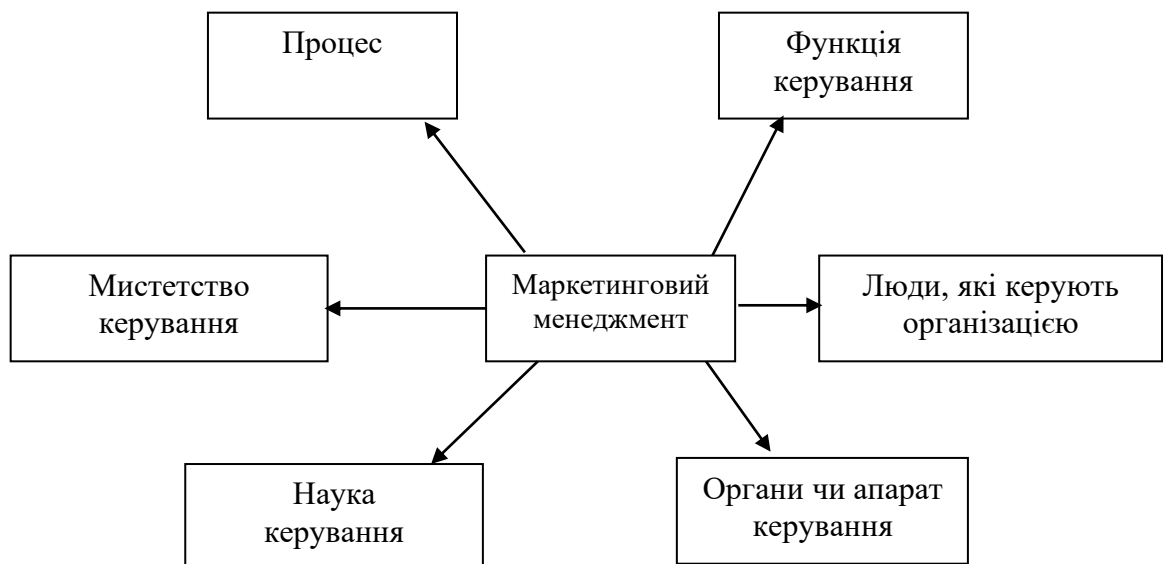 Процес
Функція
керування
Мистетство
керування
Маркетинговий
менеджмент
Люди, які керують
організацією
Наука
керування
Органи чи апарат
керування